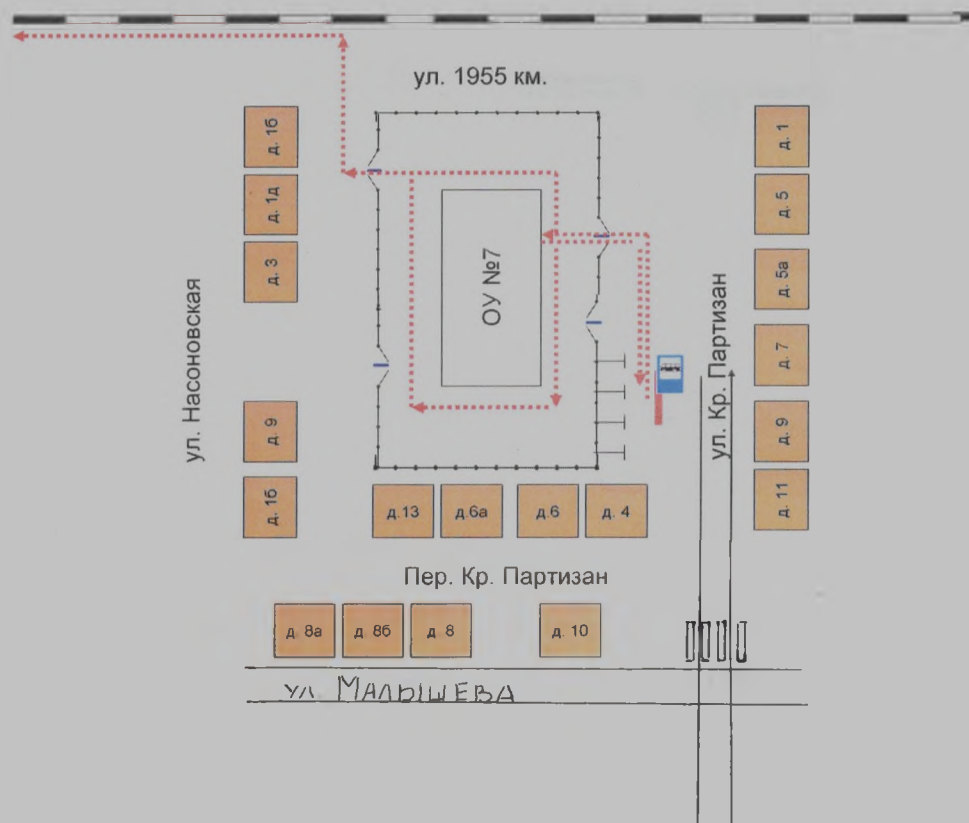 ул. 1955 км.
д. 1б
д. 1д
д. 3
д. 9
д. 1б
ул. Насоновская
ОУ №7
ул. Кр. Партизан
д. 1
д. 5
д. 5а
д. 7
д. 9
д. 11
д.13
д.6а
д.6
д. 4
Пер. Кр. Партизан
д. 8а
д. 8б
д. 8
д. 10
ул. МАЛЫШЕВА